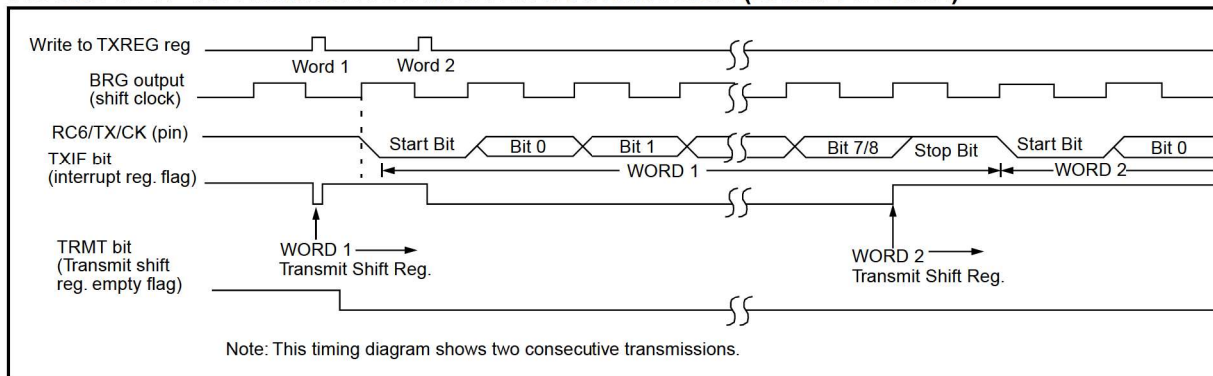 Write to TXREG reg
Word 1
Word 2
BRG output
(shift clock)
RC6/TX/CK (pin)
Start Bit
Bit 0
Bit 1
Bit 7/8
Stop Bit
Start Bit
Bit 0
TXIF bit
(interrupt reg. flag)
WORD 1
WORD 2
TRMT bit
(Transmit shift
reg. empty flag)
WORD 1
Transmit Shift Reg.
WORD 2
Transmit Shift Reg.
Note: This timing diagram shows two consecutive transmissions.